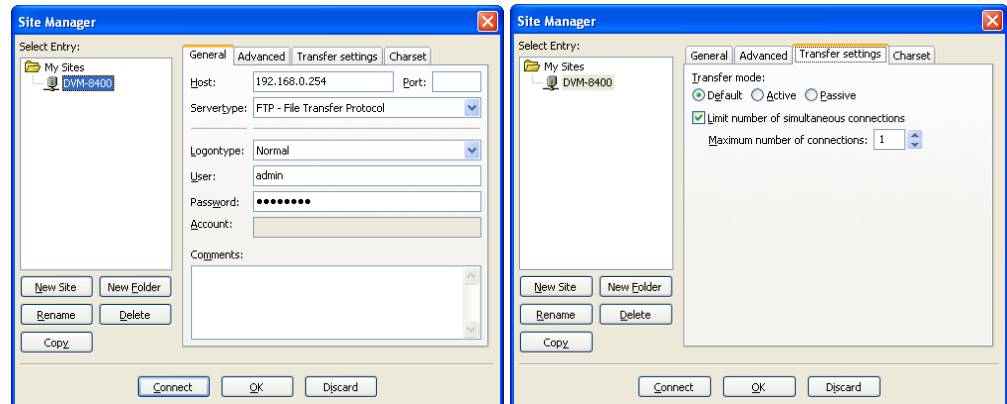 Site Manager
Select Entry:
My Sites
DVM-8400
General Advanced Transfer settings Charset
Host: 192.168.0.254 Port:
Servertype: FTP - File Transfer Protocol
Logontype: Normal
User: admin
Password: ●●●●●●●●
Account:
Comments:
New Site New Folder
Rename Delete
Copy
Connect OK Discard
Site Manager
Select Entry:
My Sites
DVM-8400
General Advanced Transfer settings Charset
Transfer mode:
Default Active Passive
Limit number of simultaneous connections
Maximum number of connections: 1
New Site New Folder
Rename Delete
Copy
Connect OK Discard